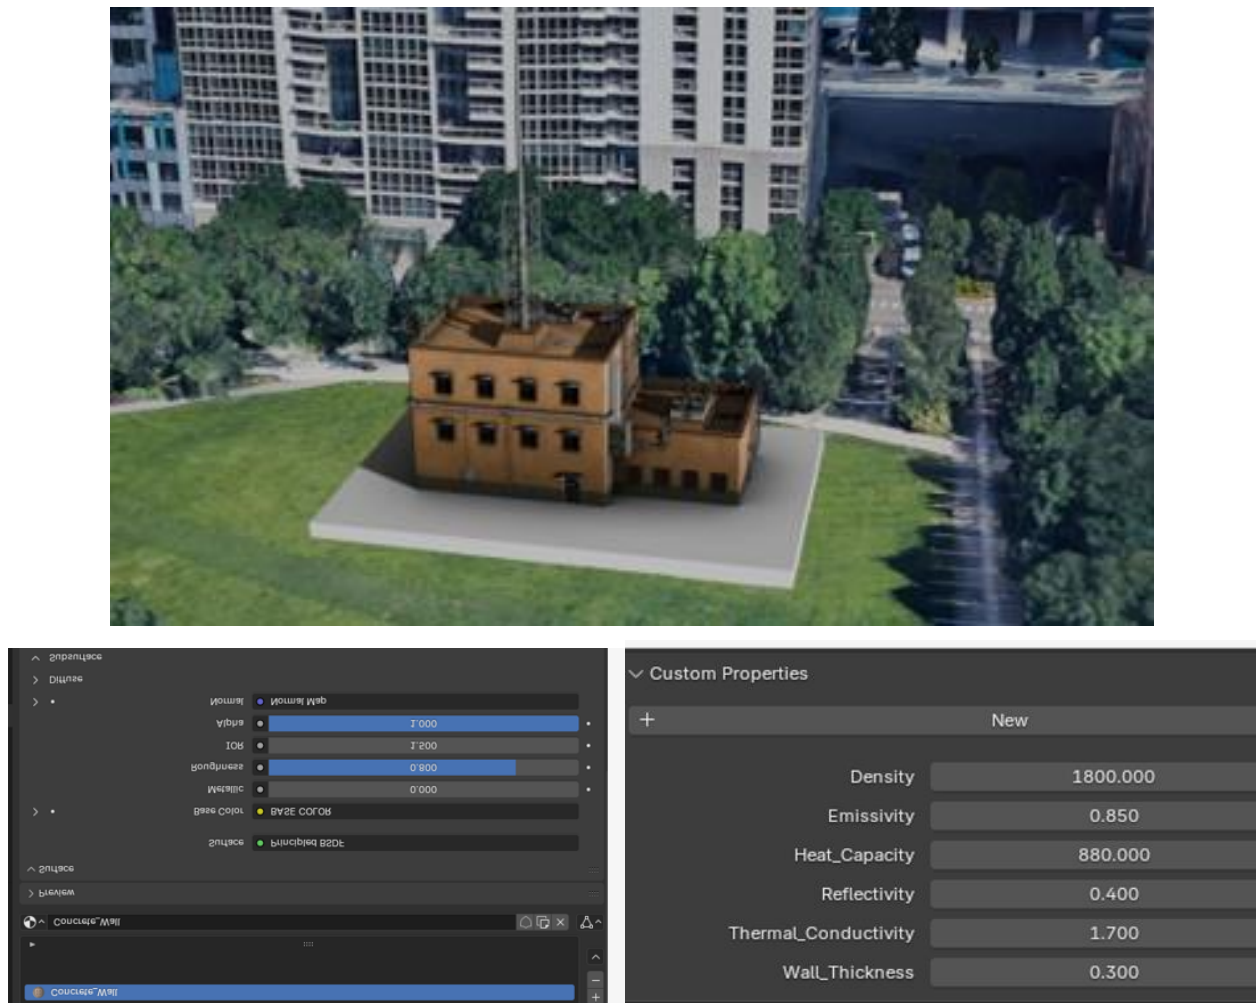 Subsurface
Diffuse
Normal Normal Map
Alpha 1.000
IOR 1.500
Roughness 0.800
Metallic 0.000
Base Color BASE COLOR
Surface Principled BSDF
Surface
Preview
Concrete_Wall
Concrete_Wall
Custom Properties
New
Density 1800.000
Emissivity 0.850
Heat_Capacity 880.000
Reflectivity 0.400
Thermal_Conductivity 1.700
Wall_Thickness 0.300